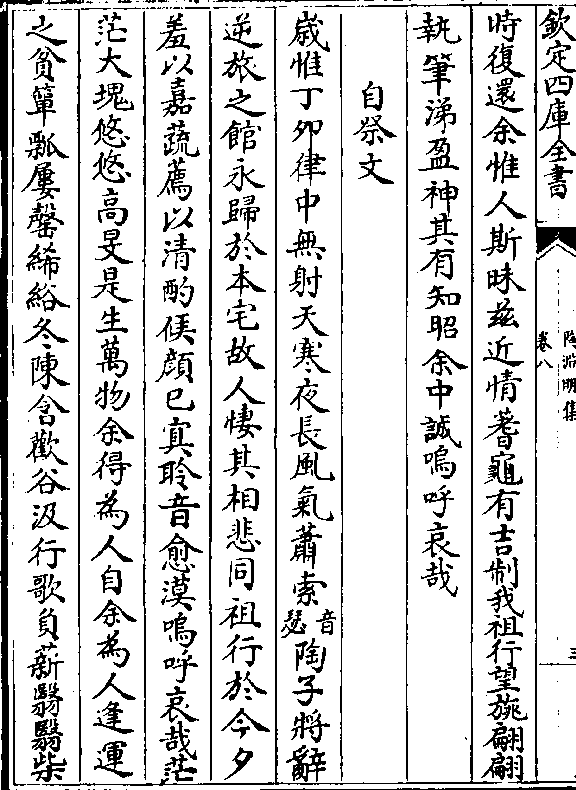 欽定四庫全書
陶淵明集
卷八
三
時復還余惟人斯昧兹近情蓍龜有吉制我祖行望旐翩翩
執筆涕盈神其有知昭余中誠嗚呼哀哉
自祭文
歲惟丁卯律中無射天寒夜長風氣蕭索音瑟陶子將辭
逆旅之館永歸於本宅故人悽其相悲同祖行於今夕
羞以嘉蔬薦以清酌候顔已寘聆音愈漠嗚呼哀哉茫
茫大塊悠悠高旻是生萬物余得為人自余為人逢運
之貧簞瓢屢罄絺綌冬陳含歡谷汲行歌負薪翳翳柴